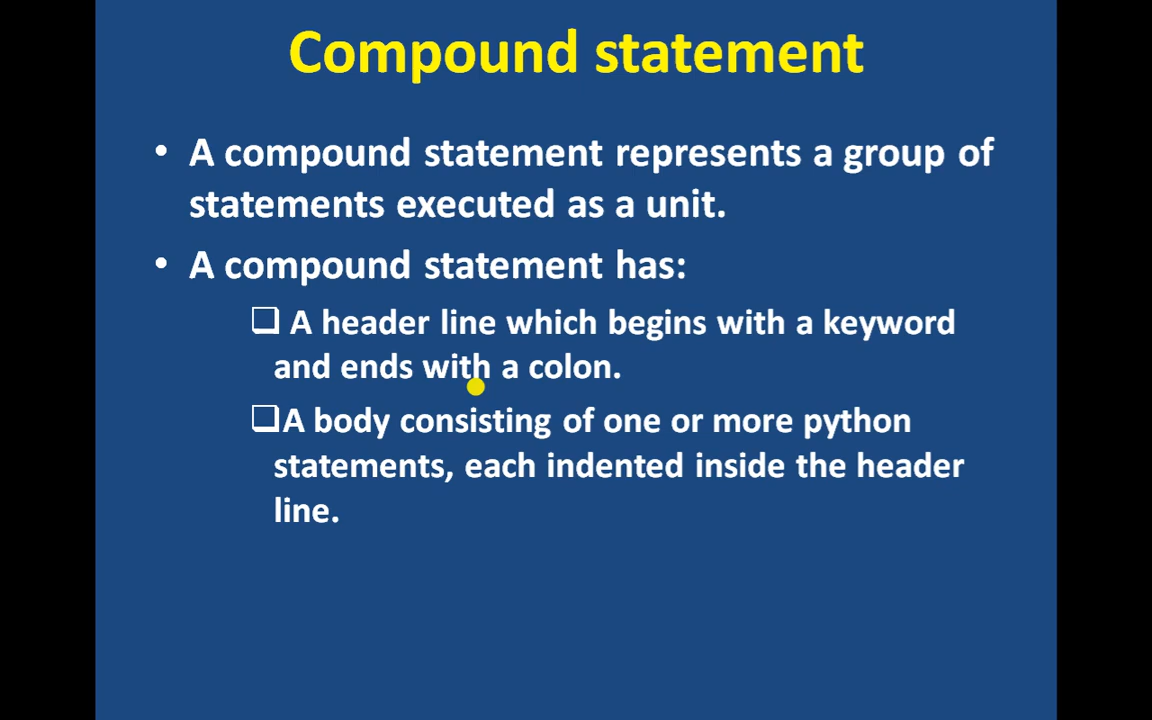 Compound statement
• A compound statement represents a group of
statements executed as a unit.
• A compound statement has:
❑ A header line which begins with a keyword
and ends with a colon.
❑A body consisting of one or more python
statements, each indented inside the header
line.